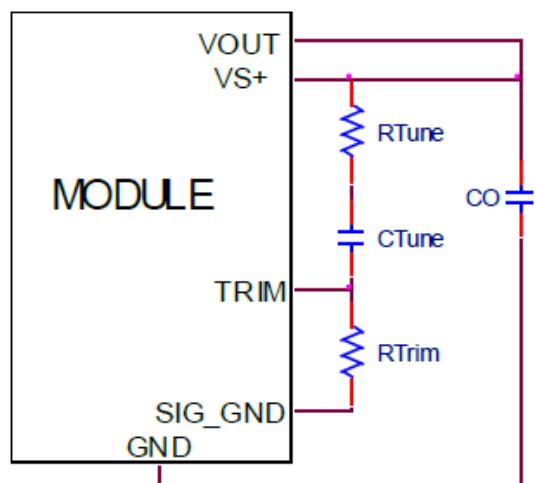 VOUT
VS+
RTune
MODULE
CO
CTune
TRIM
RTrim
SIG_GND
GND